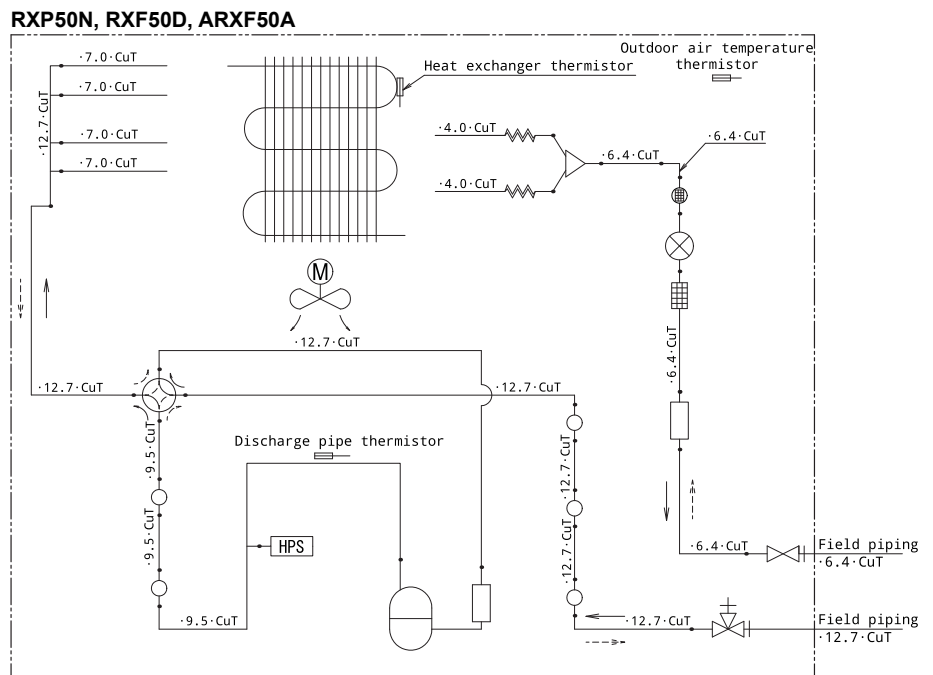 RXP50N, RXF50D, ARXF50A
·7.0·CuT
·7.0·CuT
·7.0·CuT
·7.0·CuT
·12.7·CuT
Heat exchanger thermistor
Outdoor air temperature
thermistor
·4.0·CuT
·4.0·CuT
·6.4·CuT
·6.4·CuT
M
·12.7·CuT
·12.7·CuT
·12.7·CuT
·6.4·CuT
Discharge pipe thermistor
·9.5·CuT
·9.5·CuT
·9.5·CuT
HPS
·12.7·CuT
·12.7·CuT
·6.4·CuT
Field piping
·6.4·CuT
·12.7·CuT
Field piping
·12.7·CuT